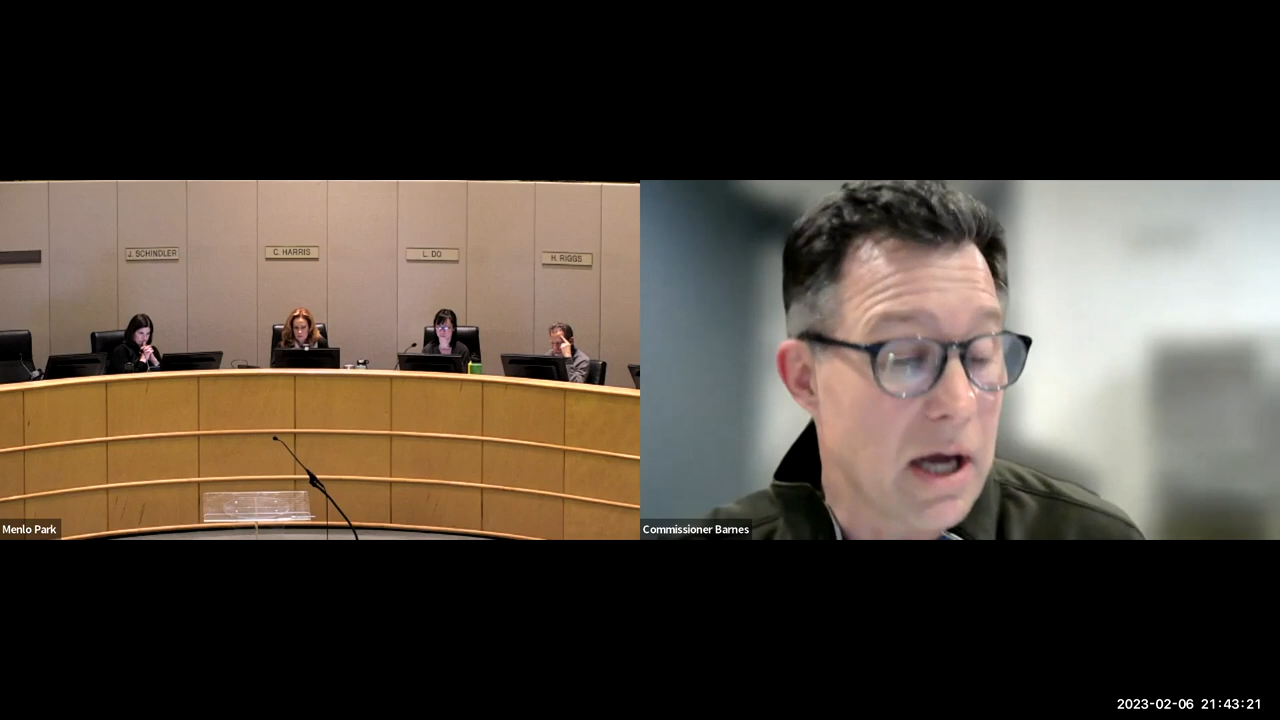 J. SCHINDLER
C. HARRIS
L. DO
H. RIGGS
Menlo Park
Commissioner Barnes
2023-02-06 21:43:21